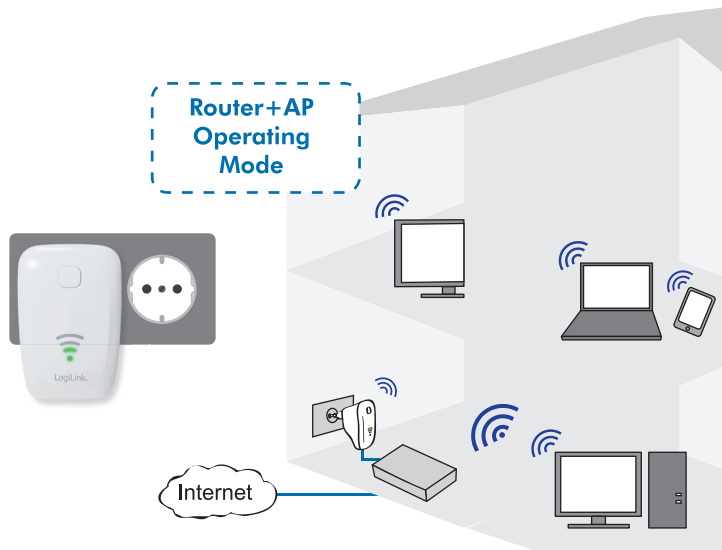 Router+AP
Operating
Mode
LogiLink.
Internet